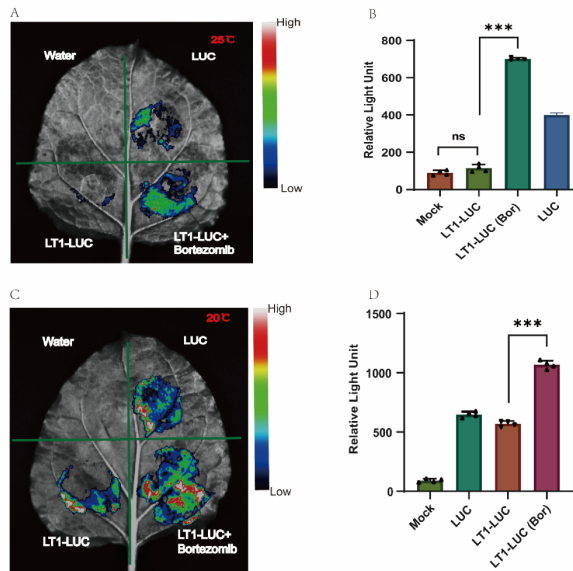 A
25℃
Water
LUC
LT1-LUC
LT1-LUC+
Bortezomib
High
Low
B
Relative Light Unit
800
600
400
200
0
ns
***
Mock
LT1-LUC
LT1-LUC (Bor)
LUC
C
20℃
Water
LUC
LT1-LUC
LT1-LUC+
Bortezomib
High
Low
D
Relative Light Unit
1500
1000
500
0
***
Mock
LUC
LT1-LUC
LT1-LUC (Bor)